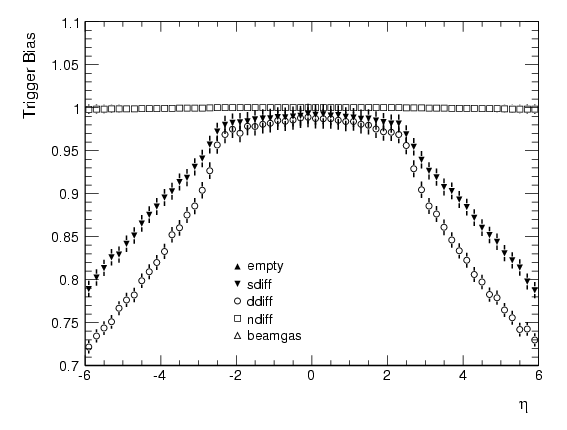 Trigger Bias
1.1
1.05
1
0.95
0.9
0.85
0.8
0.75
0.7
empty
sdiff
ddiff
ndiff
beamgas
-6 -4 -2 0 2 4 6
η